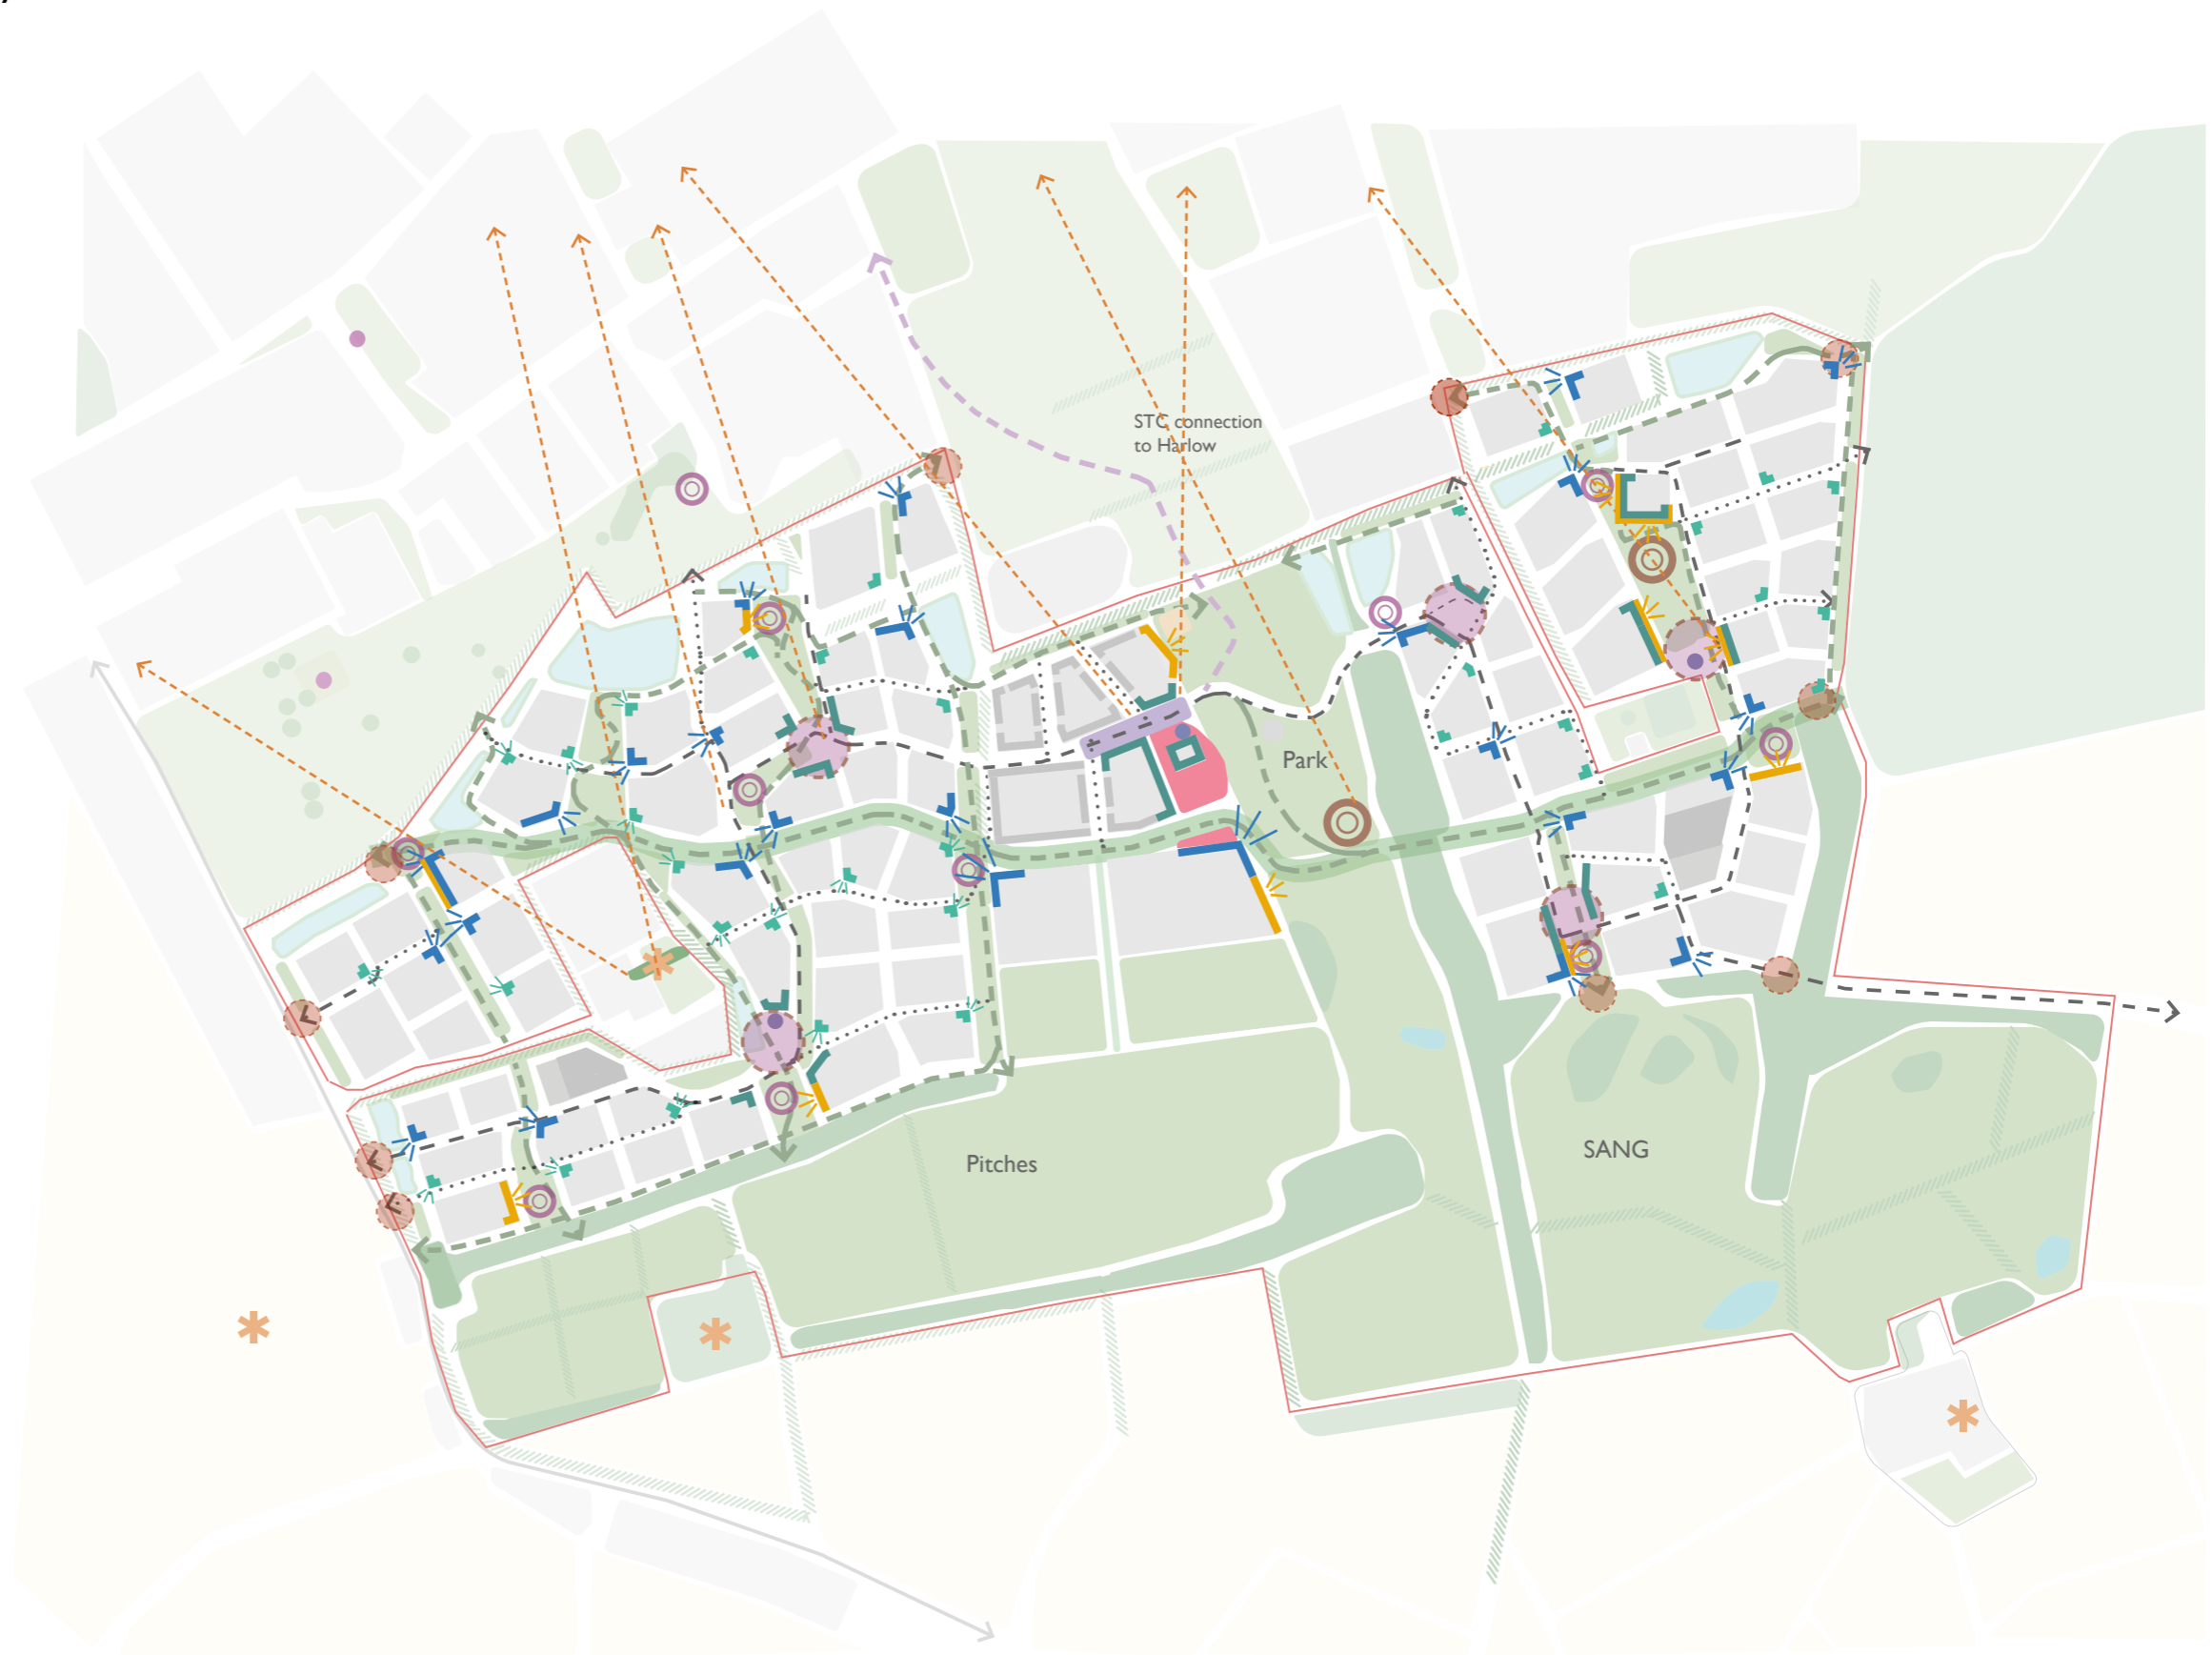 STC connection
to Harlow
Park
Pitches
SANG